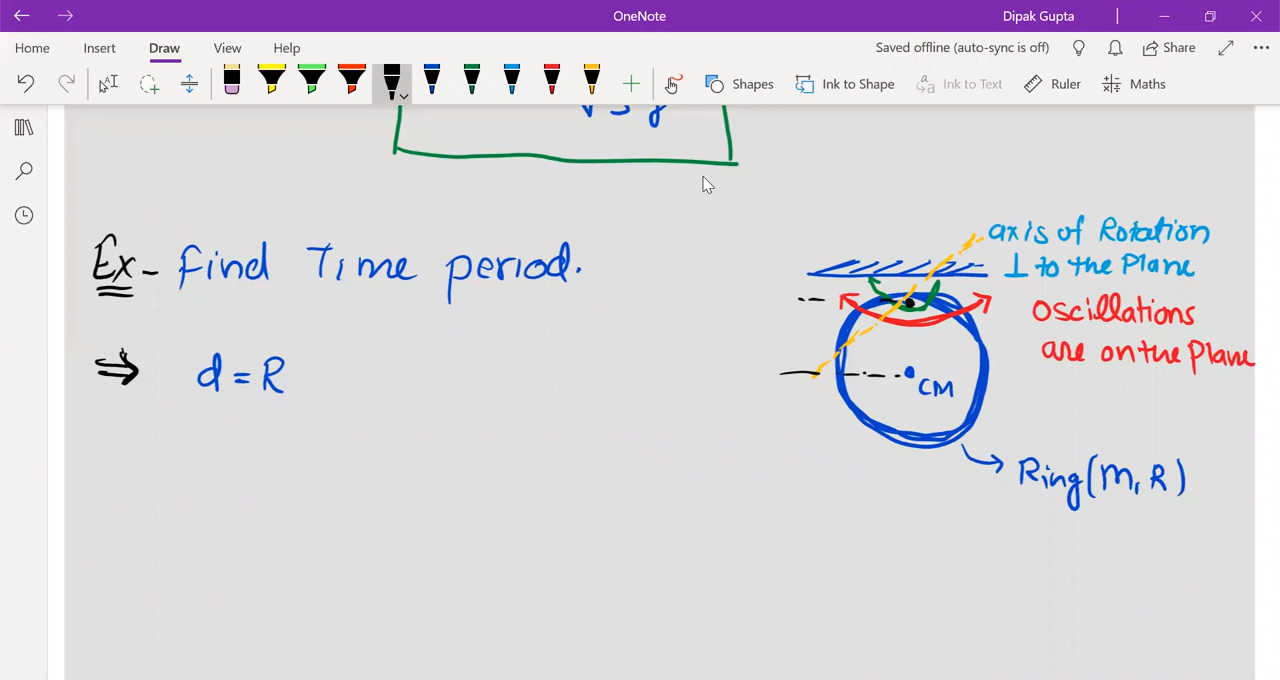 OneNote
Dipak Gupta
Home Insert Draw View Help
Saved offline (auto-sync is off)
Share
Shapes
Ink to Shape
Ink to Text
Ruler
Maths
Ex- Find Time period.
⇒ d = R
axis of Rotation
⊥ to the Plane
oscillations
are on the Plane
CM
Ring (M, R)